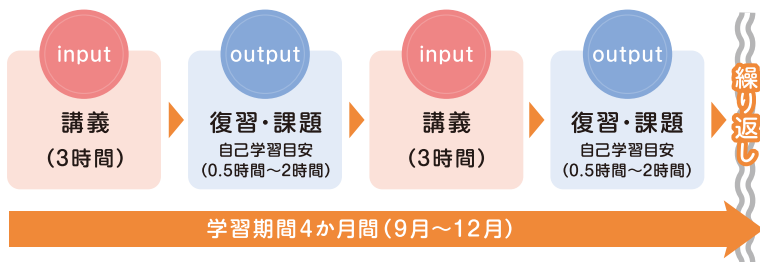 input
講義
（3時間）
output
復習・課題
自己学習目安
（0.5時間〜2時間）
input
講義
（3時間）
output
復習・課題
自己学習目安
（0.5時間〜2時間）
繰り返し
学習期間4か月間（9月〜12月）